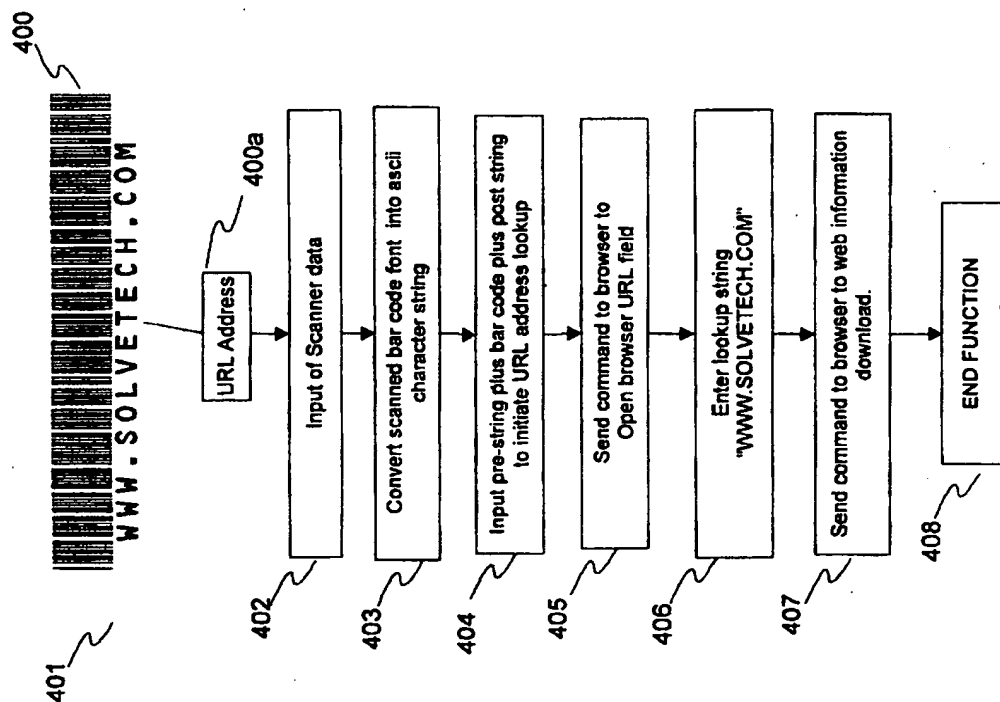 400
401
WWW.SOLVETECH.COM
400a
URL Address
402
Input of Scanner data
403
Convert scanned bar code font into ascii
character string
404
Input pre-string plus bar code plus post string
to initiate URL address lookup
405
Send command to browser to
Open browser URL field
406
Enter lookup string
"WWW.SOLVETECH.COM"
407
Send command to browser to web information
download.
408
END FUNCTION